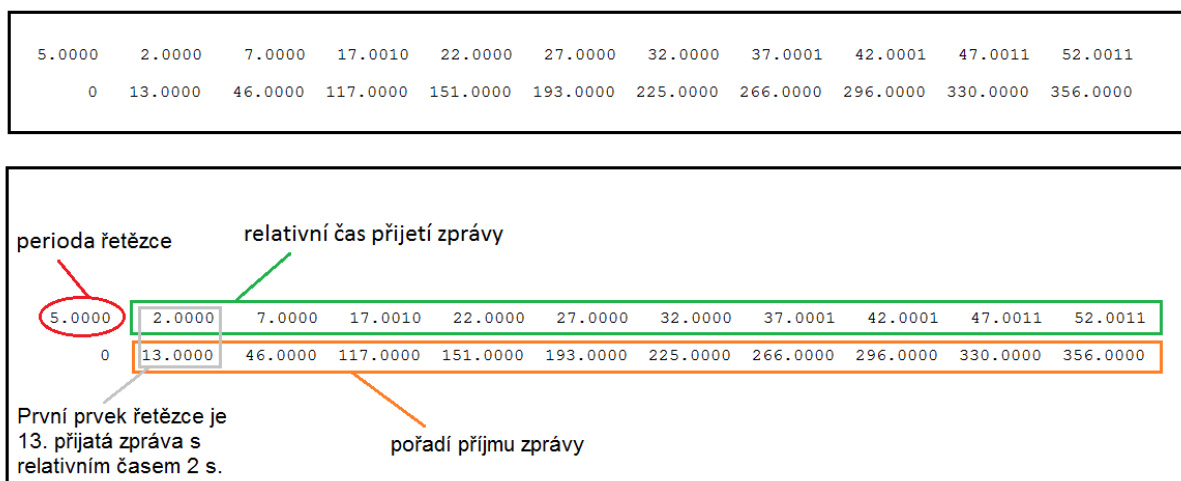 5.0000 2.0000 7.0000 17.0010 22.0000 27.0000 32.0000 37.0001 42.0001 47.0011 52.0011
0 13.0000 46.0000 117.0000 151.0000 193.0000 225.0000 266.0000 296.0000 330.0000 356.0000
perioda řetězce
relativní čas přijetí zprávy
5.0000 2.0000 7.0000 17.0010 22.0000 27.0000 32.0000 37.0001 42.0001 47.0011 52.0011
0 13.0000 46.0000 117.0000 151.0000 193.0000 225.0000 266.0000 296.0000 330.0000 356.0000
První prvek řetězce je
13. přijatá zpráva s
relativním časem 2 s.
pořadí příjmu zprávy